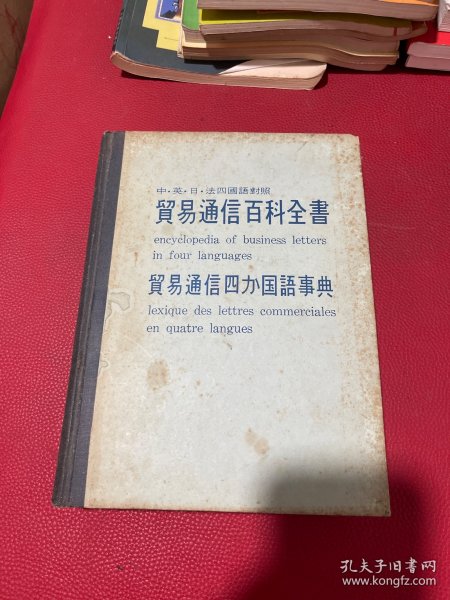 中·英·日·法四國語對照
貿易通信百科全書
encyclopedia of business letters
in four languages
貿易通信四か国語事典
lexique des lettres commerciales
en quatre langues
孔夫子旧书网
www.kongfz.com